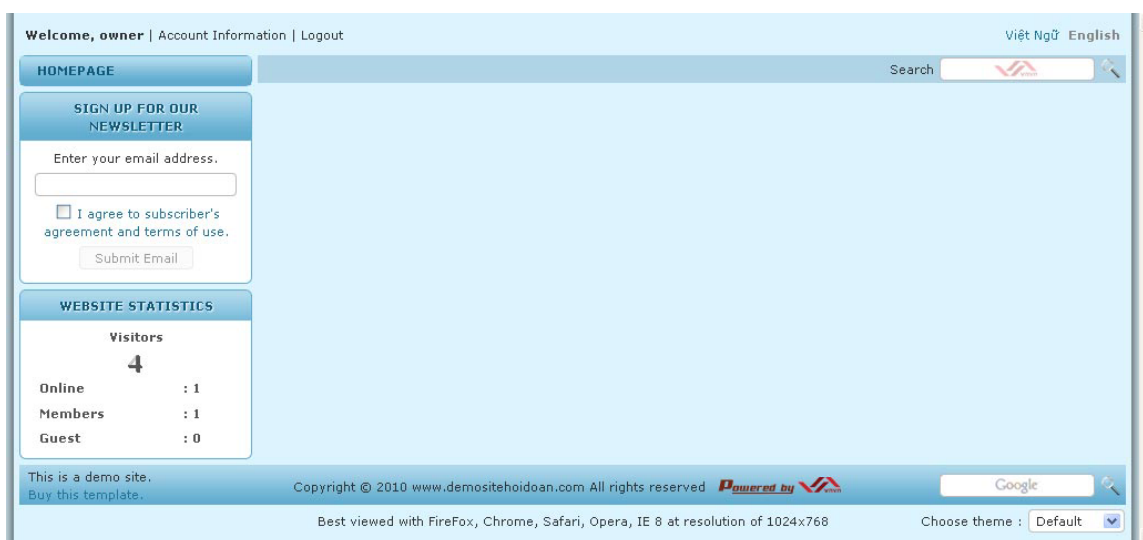 Welcome, owner | Account Information | Logout
Việt Ngữ English
HOMEPAGE
Search
SIGN UP FOR OUR
NEWSLETTER
Enter your email address.
I agree to subscriber's
agreement and terms of use.
Submit Email
WEBSITE STATISTICS
Visitors
4
Online : 1
Members : 1
Guest : 0
This is a demo site.
Buy this template.
Copyright © 2010 www.demositehoidoan.com All rights reserved Powered by
Google
Best viewed with FireFox, Chrome, Safari, Opera, IE 8 at resolution of 1024x768
Choose theme : Default